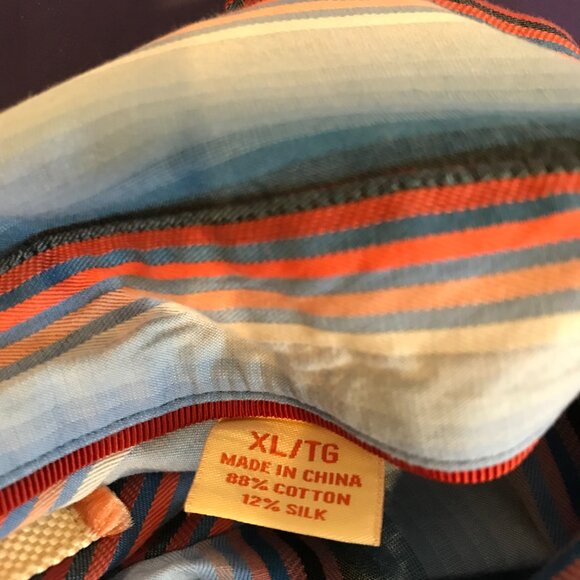 XL/TG
MADE IN CHINA
88% COTTON
12% SILK